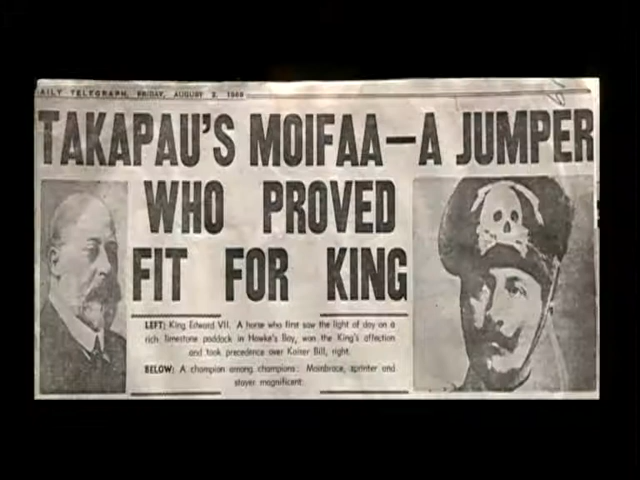 AILY TELEGRAPH, FRIDAY, AUGUST 2, 1969
TAKAPAU'S MOIFAA—A JUMPER
WHO PROVED
FIT FOR KING
LEFT: King Edward VII. A horse who first saw the light of day on a
rich limestone paddock in Hawke's Bay, won the King's affection
and took precedence over Kaiser Bill, right.
BELOW: A champion among champions: Mainbrace, sprinter and
stayer magnificent.